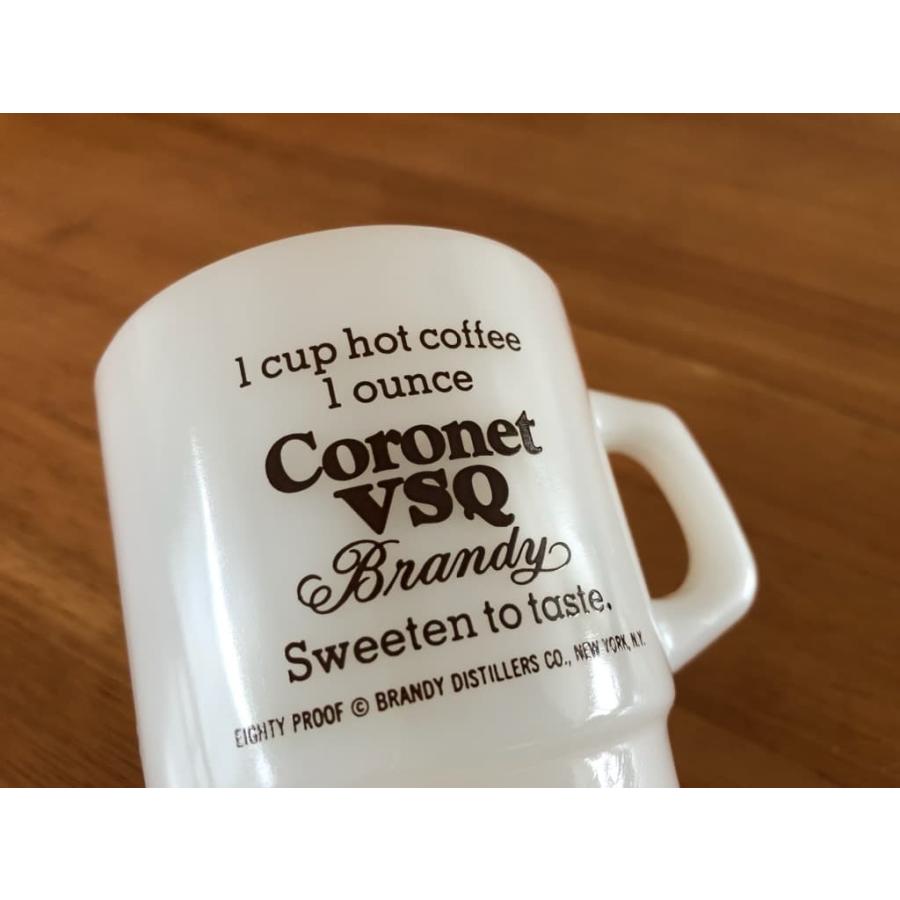 1 cup hot coffee
1 ounce
Coronet
VSQ
Brandy
Sweeten to taste.
EIGHTY PROOF © BRANDY DISTILLERS CO., NEW YORK, N.Y.